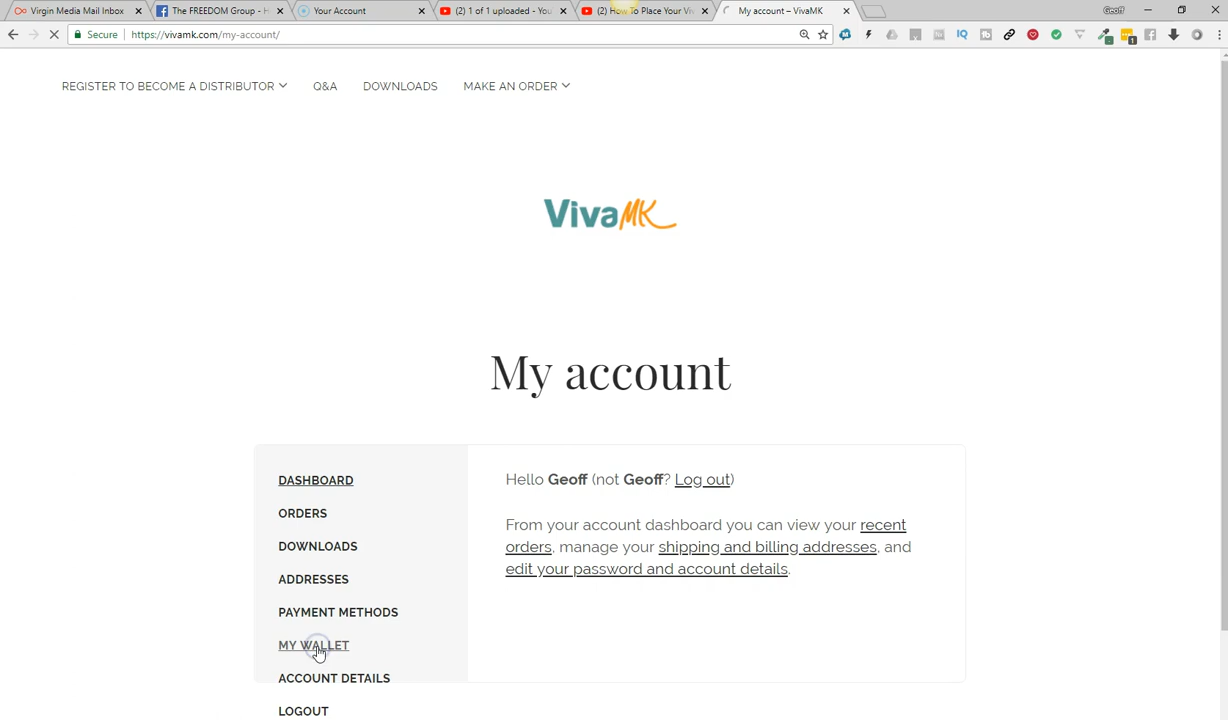 Virgin Media Mail Inbox
The FREEDOM Group - H
Your Account
(2) 1 of 1 uploaded - You
(2) How To Place Your Viv
My account – VivaMK
Geoff
Secure
https://vivamk.com/my-account/
REGISTER TO BECOME A DISTRIBUTOR
Q&A
DOWNLOADS
MAKE AN ORDER
VivaMK
My account
DASHBOARD
ORDERS
DOWNLOADS
ADDRESSES
PAYMENT METHODS
MY WALLET
ACCOUNT DETAILS
LOGOUT
Hello Geoff (not Geoff? Log out)
From your account dashboard you can view your recent
orders, manage your shipping and billing addresses, and
edit your password and account details.